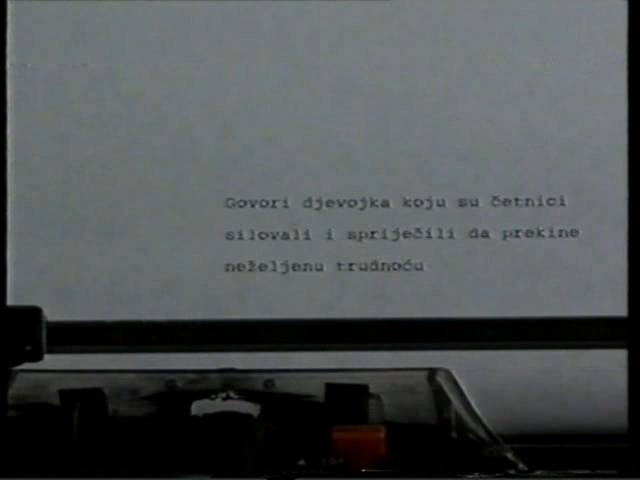 Govori djevojka koju su četnici
silovali i spriječili da prekine
neželjenu trudnoću